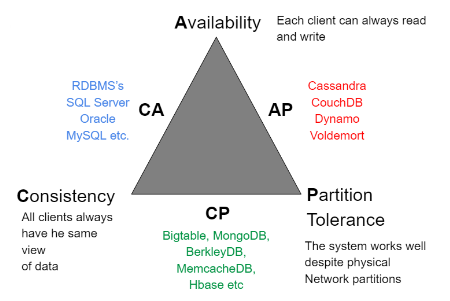 Availability
Each client can always read
and write
RDBMS's
SQL Server
Oracle
MySQL etc.
CA
AP
Cassandra
CouchDB
Dynamo
Voldemort
Consistency
All clients always
have he same
view
of data
CP
Bigtable, MongoDB,
BerkleyDB,
MemcacheDB,
Hbase etc
Partition
Tolerance
The system works well
despite physical
Network partitions